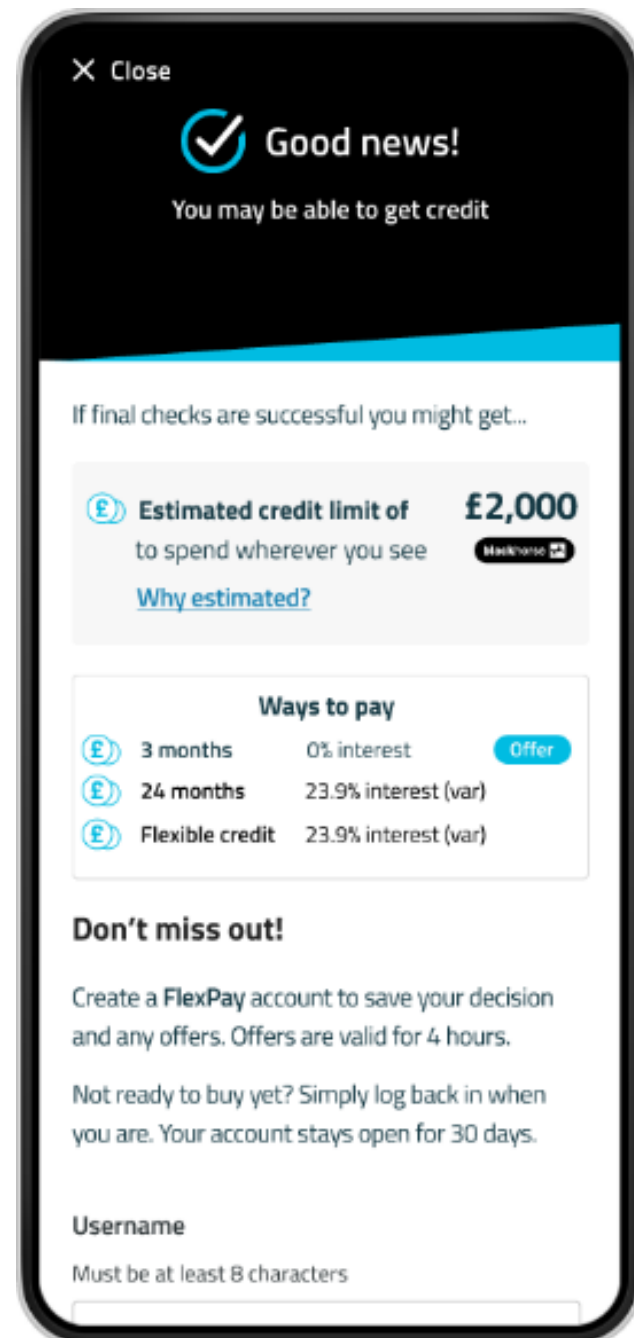 × Close
Good news!
You may be able to get credit
If final checks are successful you might get...
Estimated credit limit of £2,000
to spend wherever you see blackhorse
Why estimated?
Ways to pay
3 months 0% interest Offer
24 months 23.9% interest (var)
Flexible credit 23.9% interest (var)
Don't miss out!
Create a FlexPay account to save your decision
and any offers. Offers are valid for 4 hours.
Not ready to buy yet? Simply log back in when
you are. Your account stays open for 30 days.
Username
Must be at least 8 characters